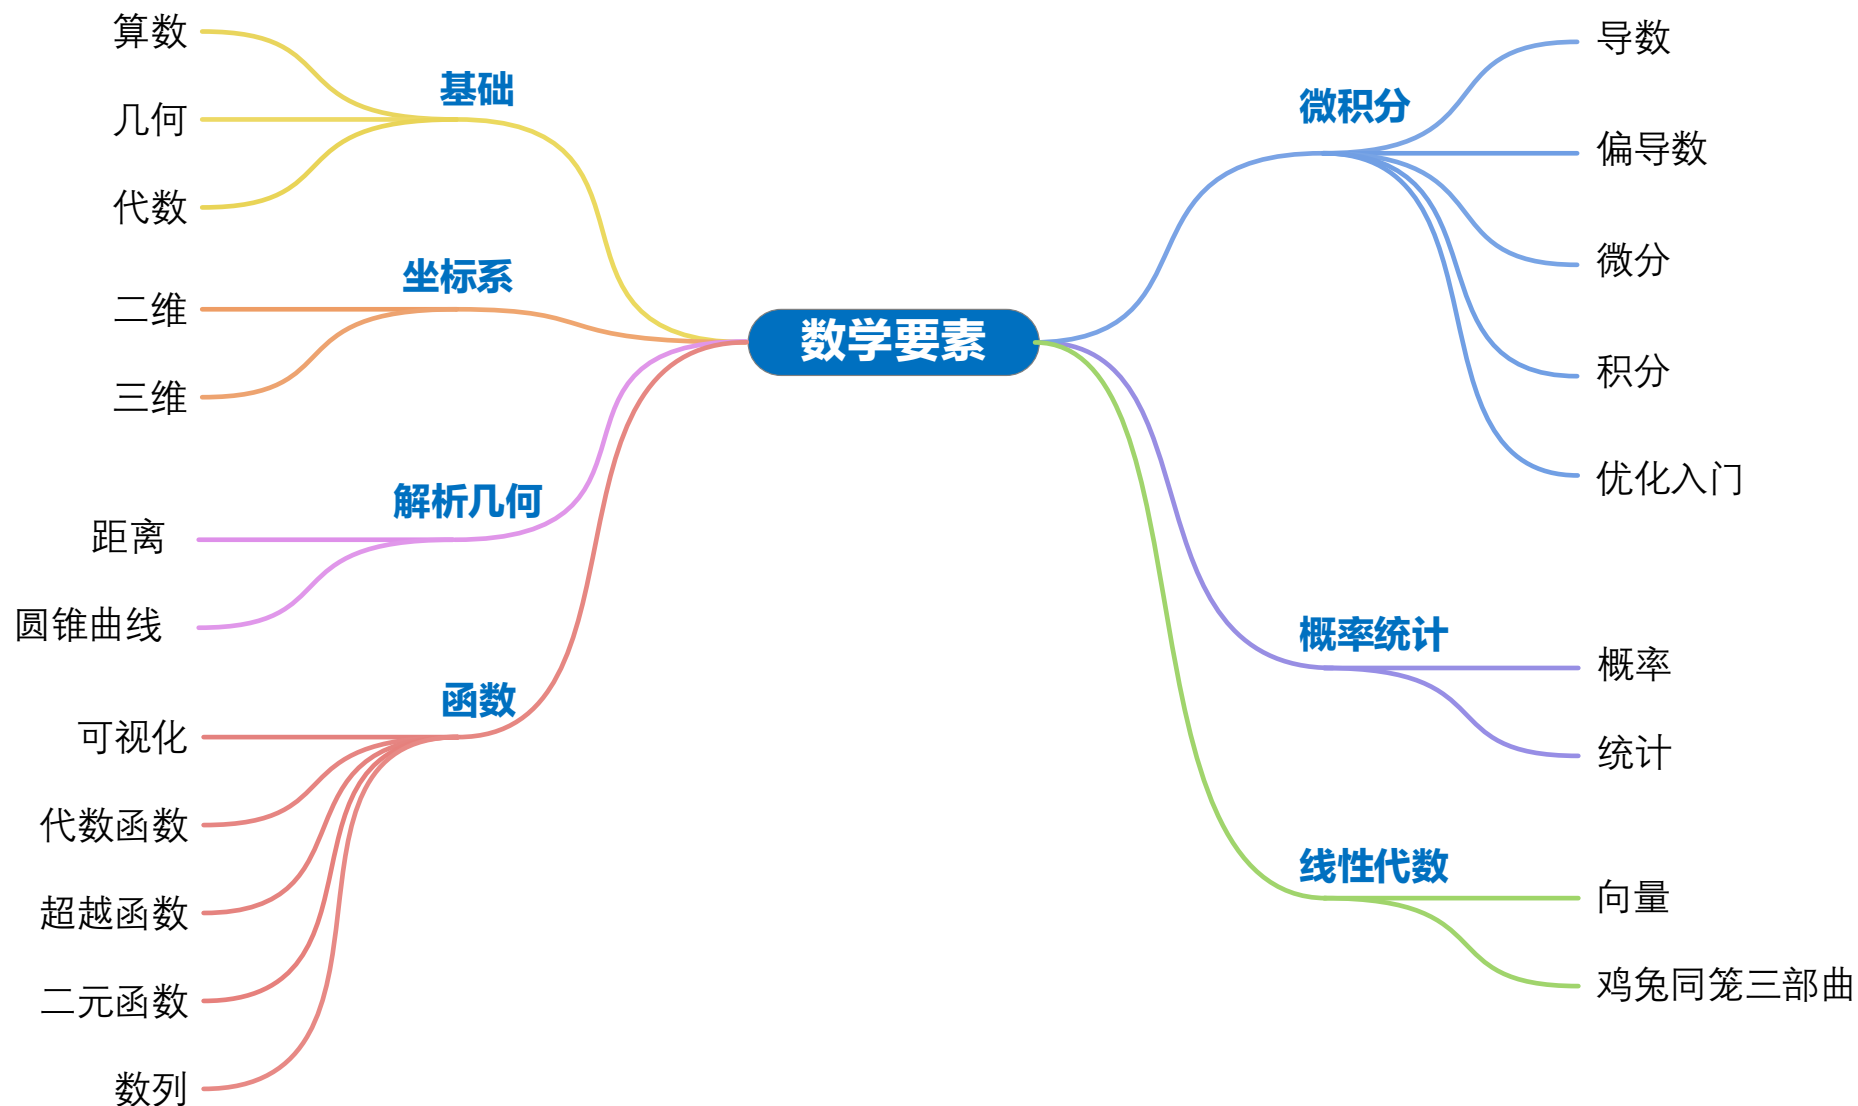 数学要素
基础
算数
几何
代数
坐标系
二维
三维
解析几何
距离
圆锥曲线
函数
可视化
代数函数
超越函数
二元函数
数列
微积分
导数
偏导数
微分
积分
优化入门
概率统计
概率
统计
线性代数
向量
鸡兔同笼三部曲